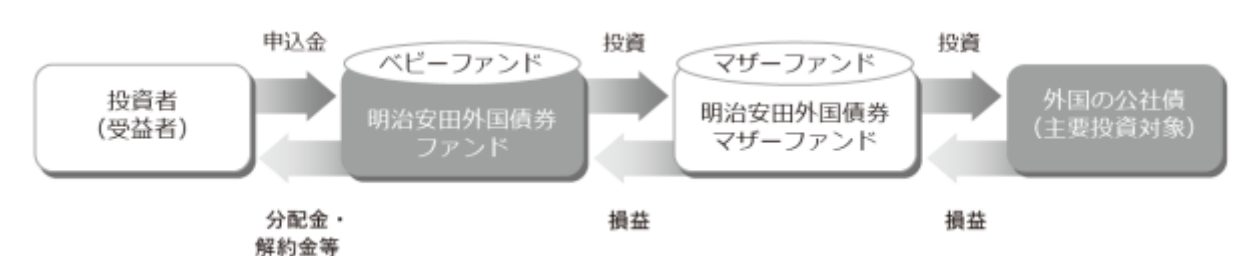 申込金
投資
投資
ベビーファンド
マザーファンド
投資者
（受益者）
明治安田外国債券
ファンド
明治安田外国債券
マザーファンド
外国の公社債
（主要投資対象）
分配金・
解約金等
損益
損益